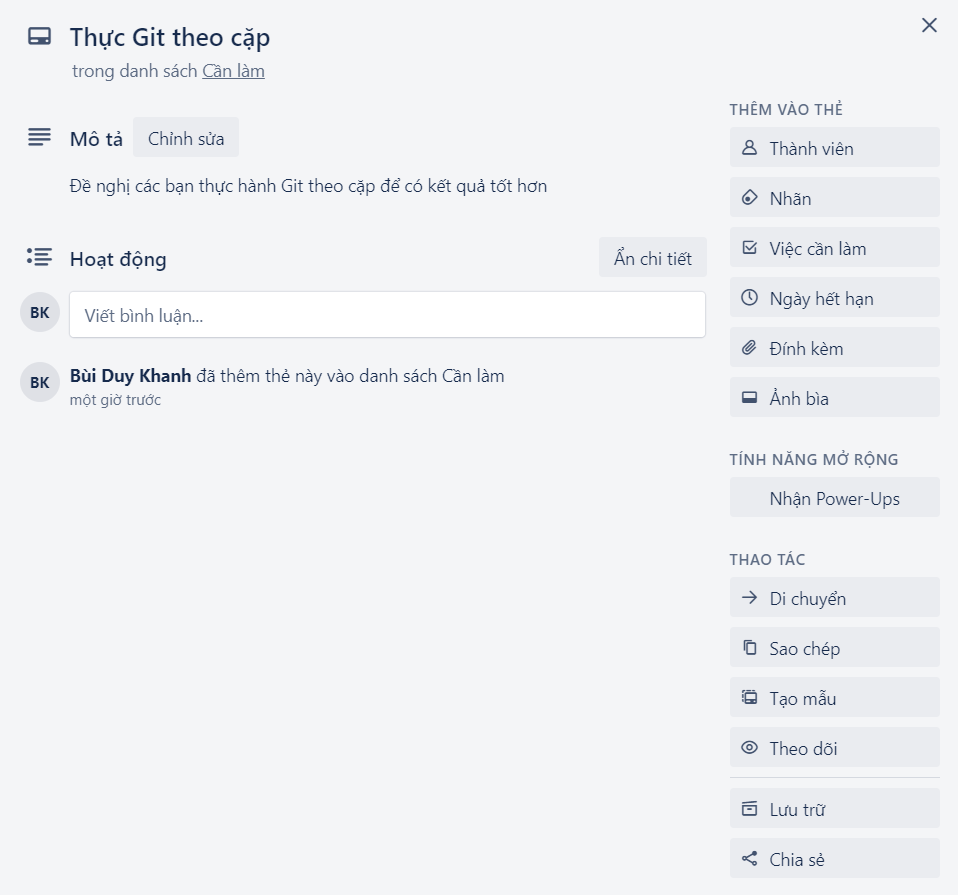 Thực Git theo cặp
trong danh sách Cần làm
Mô tả
Chỉnh sửa
Đề nghị các bạn thực hành Git theo cặp để có kết quả tốt hơn
Hoạt động
Ẩn chi tiết
BK
Viết bình luận...
BK
Bùi Duy Khanh đã thêm thẻ này vào danh sách Cần làm
một giờ trước
THÊM VÀO THẺ
Thành viên
Nhãn
Việc cần làm
Ngày hết hạn
Đính kèm
Ảnh bìa
TÍNH NĂNG MỞ RỘNG
Nhận Power-Ups
THAO TÁC
Di chuyển
Sao chép
Tạo mẫu
Theo dõi
Lưu trữ
Chia sẻ